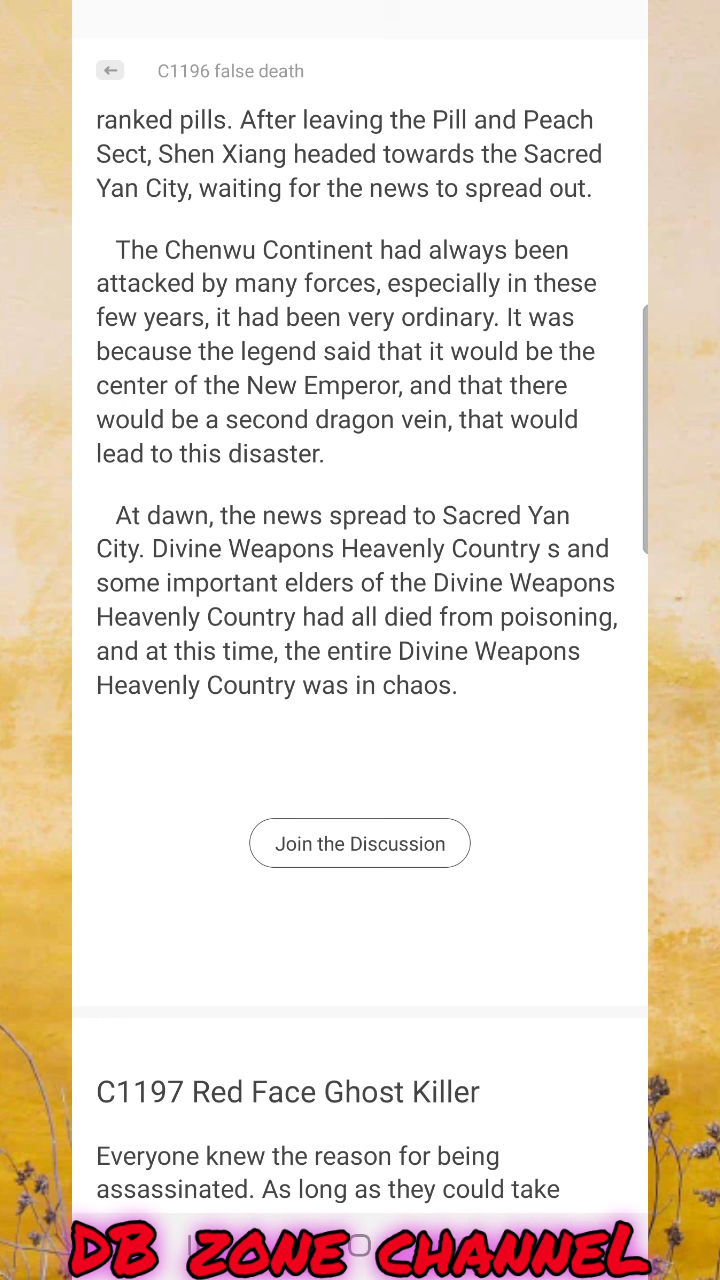 C1196 false death
ranked pills. After leaving the Pill and Peach
Sect, Shen Xiang headed towards the Sacred
Yan City, waiting for the news to spread out.
The Chenwu Continent had always been
attacked by many forces, especially in these
few years, it had been very ordinary. It was
because the legend said that it would be the
center of the New Emperor, and that there
would be a second dragon vein, that would
lead to this disaster.
At dawn, the news spread to Sacred Yan
City. Divine Weapons Heavenly Country s and
some important elders of the Divine Weapons
Heavenly Country had all died from poisoning,
and at this time, the entire Divine Weapons
Heavenly Country was in chaos.
Join the Discussion
C1197 Red Face Ghost Killer
Everyone knew the reason for being
assassinated. As long as they could take
DB ZONE CHANNEL